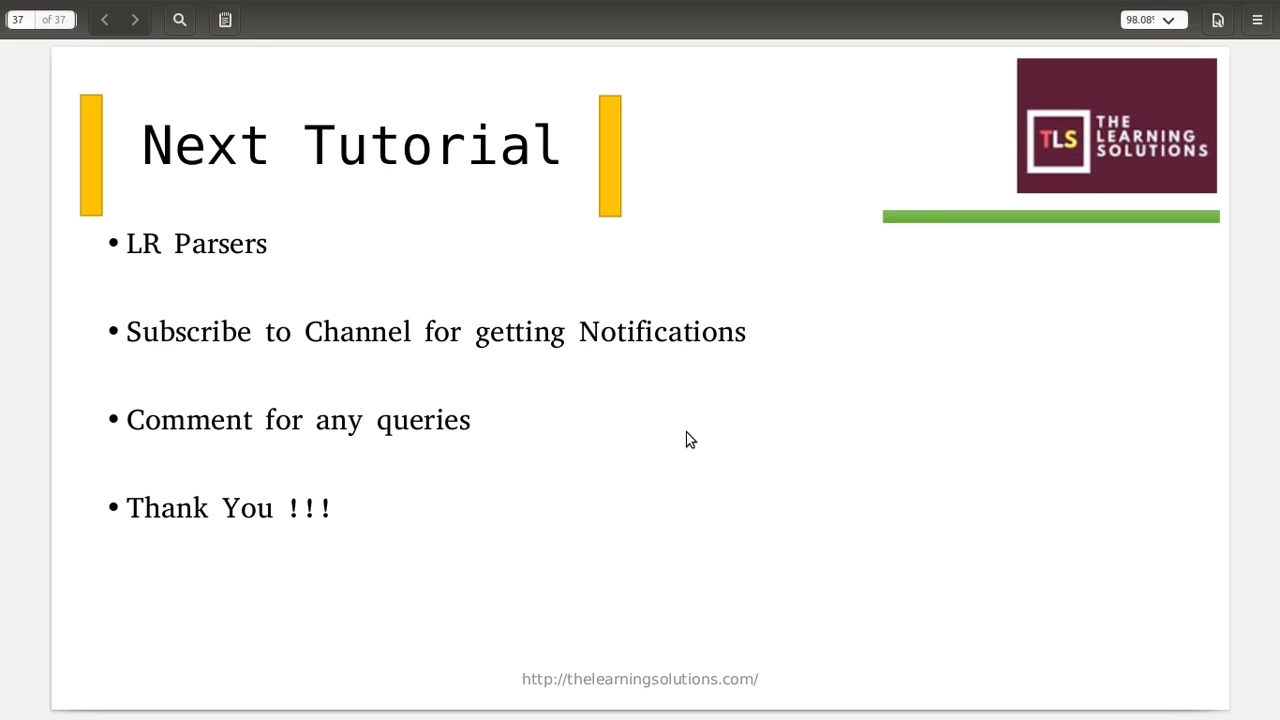 37 of 37
98.08%
Next Tutorial
TLS
THE
LEARNING
SOLUTIONS
• LR Parsers
• Subscribe to Channel for getting Notifications
• Comment for any queries
• Thank You !!!
http://thelearningsolutions.com/